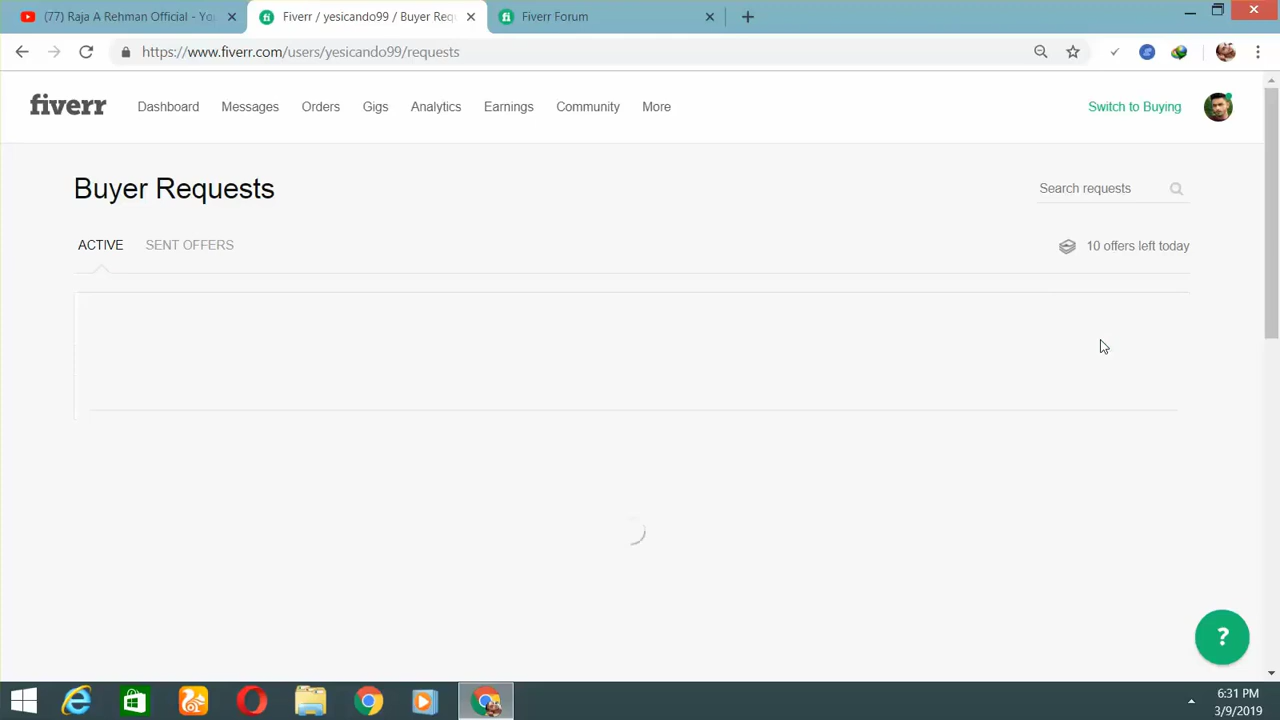 (77) Raja A Rehman Official - Yo
Fiverr / yesicando99 / Buyer Req
Fiverr Forum
https://www.fiverr.com/users/yesicando99/requests
fiverr
Dashboard
Messages
Orders
Gigs
Analytics
Earnings
Community
More
Switch to Buying
Buyer Requests
Search requests
ACTIVE
SENT OFFERS
10 offers left today
?
6:31 PM
3/9/2019